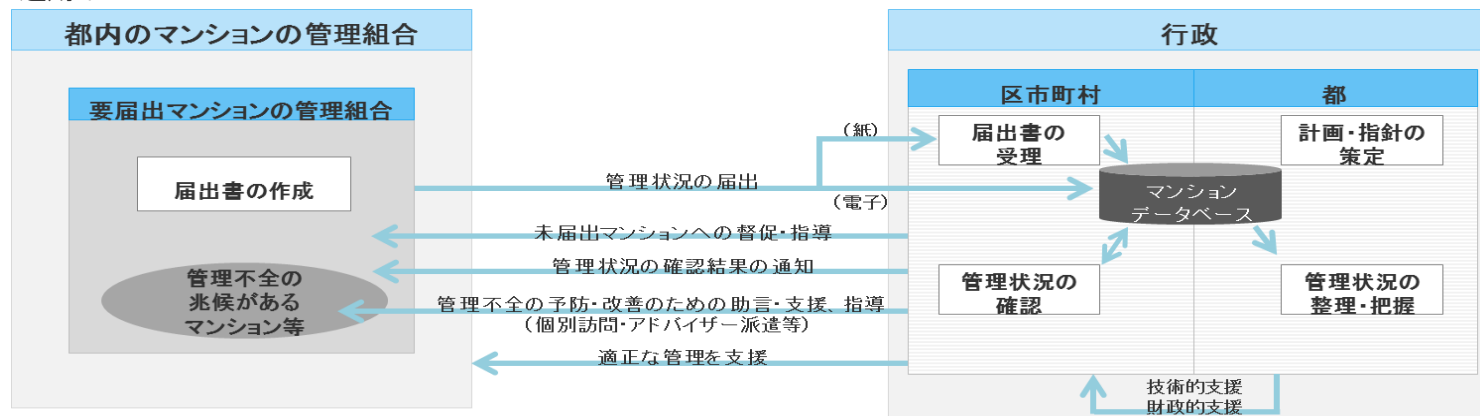 都内のマンションの管理組合
行政
要届出マンションの管理組合
区市町村
都
届出書の作成
(紙)
届出書の
受理
計画・指針の
策定
管理状況の届出
(電子)
マンション
データベース
未届出マンションへの督促・指導
管理状況の確認結果の通知
管理不全の
兆候がある
マンション等
管理不全の予防・改善のための助言・支援、指導
(個別訪問・アドバイザー派遣等)
管理状況の
確認
管理状況の
整理・把握
適正な管理を支援
技術的支援
財政的支援